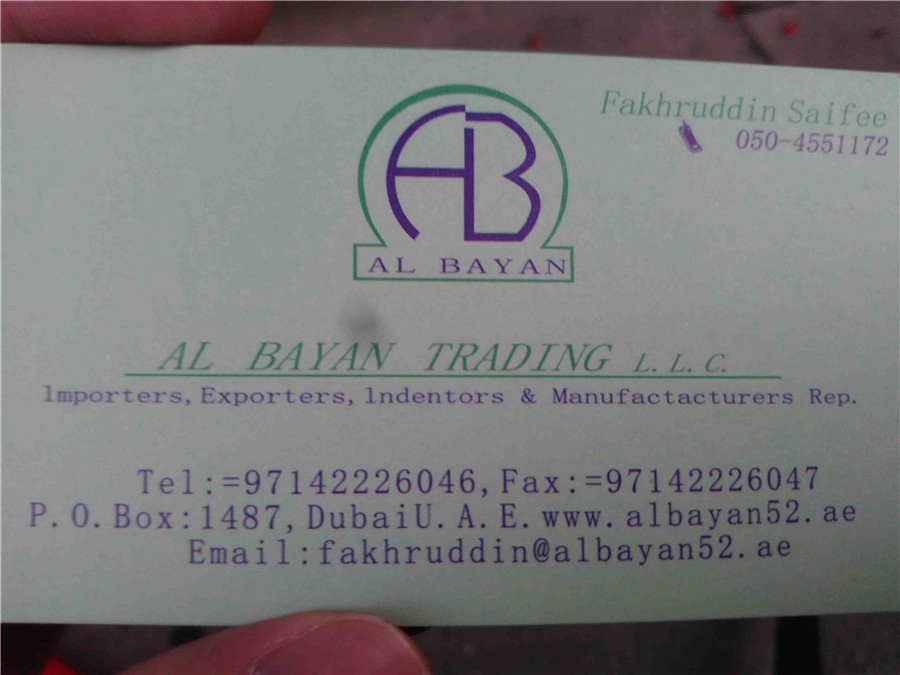 Fakhruddin Saifee
050-4551172
AB
AL BAYAN
AL BAYAN TRADING L.L.C.
lmporters, Exporters, lndentors & Manufactacturers Rep.
Tel:=97142226046, Fax:=97142226047
P.O.Box:1487, DubaiU.A.E. www.albayan52.ae
Email:fakhruddin@albayan52.ae